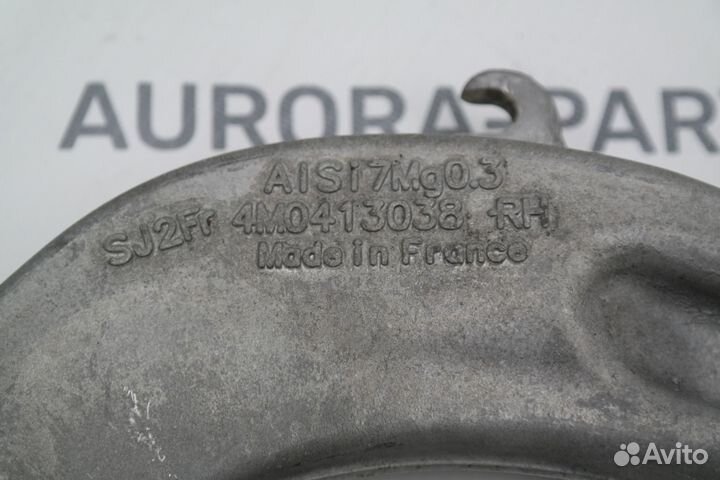 AURORA-PART
AlSi7Mg0.3
SJ2Fr 4M0413038 RH
Made in France
Avito